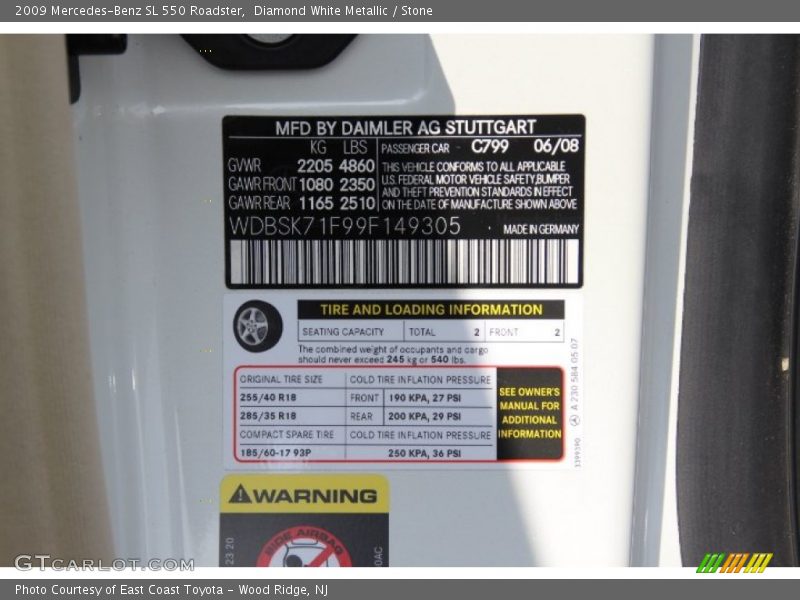 2009 Mercedes-Benz SL 550 Roadster, Diamond White Metallic / Stone
MFD BY DAIMLER AG STUTTGART
KG LBS PASSENGER CAR C799 06/08
GVWR 2205 4860
GAWR FRONT 1080 2350
GAWR REAR 1165 2510
THIS VEHICLE CONFORMS TO ALL APPLICABLE
U.S. FEDERAL MOTOR VEHICLE SAFETY,BUMPER
AND THEFT PREVENTION STANDARDS IN EFFECT
ON THE DATE OF MANUFACTURE SHOWN ABOVE
WDBSK71F99F149305 MADE IN GERMANY
TIRE AND LOADING INFORMATION
SEATING CAPACITY TOTAL 2 FRONT 2
The combined weight of occupants and cargo
should never exceed 245 kg or 540 lbs.
ORIGINAL TIRE SIZE COLD TIRE INFLATION PRESSURE
255/40 R18 FRONT 190 KPA, 27 PSI
285/35 R18 REAR 200 KPA, 29 PSI
COMPACT SPARE TIRE COLD TIRE INFLATION PRESSURE
185/60-17 93P 250 KPA, 36 PSI
SEE OWNER'S
MANUAL FOR
ADDITIONAL
INFORMATION
A 230 584 05 07
WARNING
SIDE AIRBAG
23 20
GTCarLot.com
Photo Courtesy of East Coast Toyota - Wood Ridge, NJ